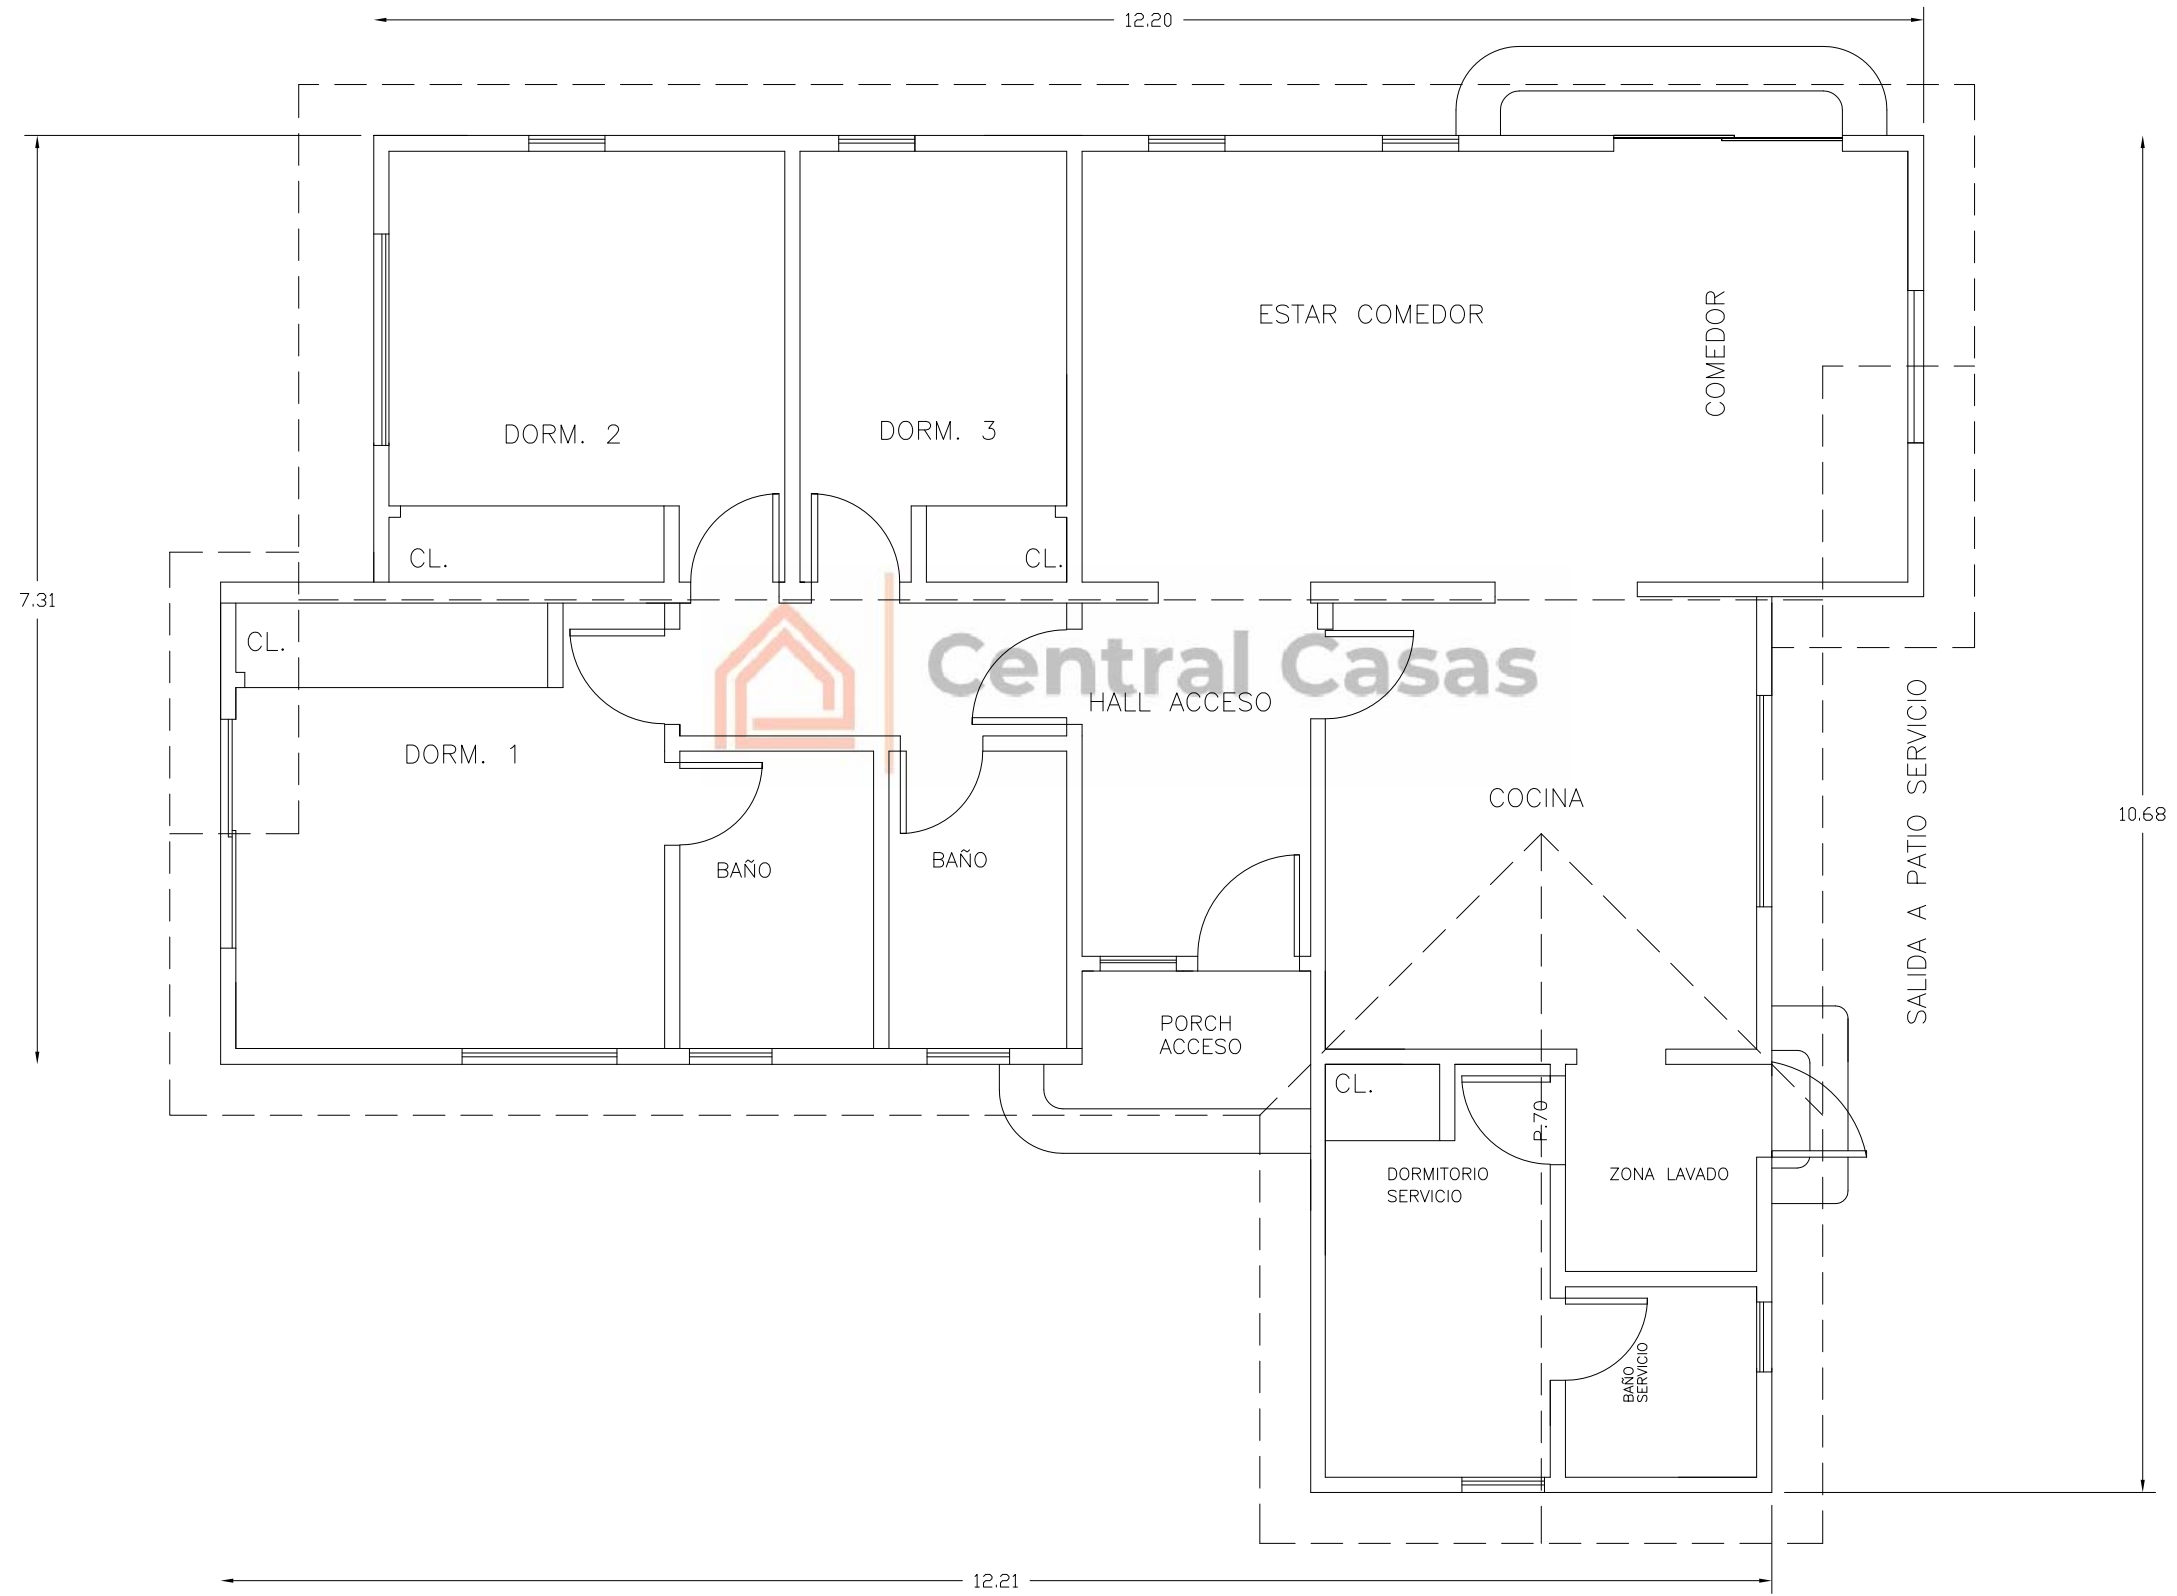 12.20
ESTAR COMEDOR
COMEDOR
DORM. 2
DORM. 3
CL.
CL.
7.31
CL.
Central Casas
HALL ACCESO
DORM. 1
SALIDA A PATIO SERVICIO
COCINA
10.68
BAÑO
BAÑO
PORCH
ACCESO
CL.
P.70
DORMITORIO
SERVICIO
ZONA LAVADO
BAÑO
SERVICIO
12.21